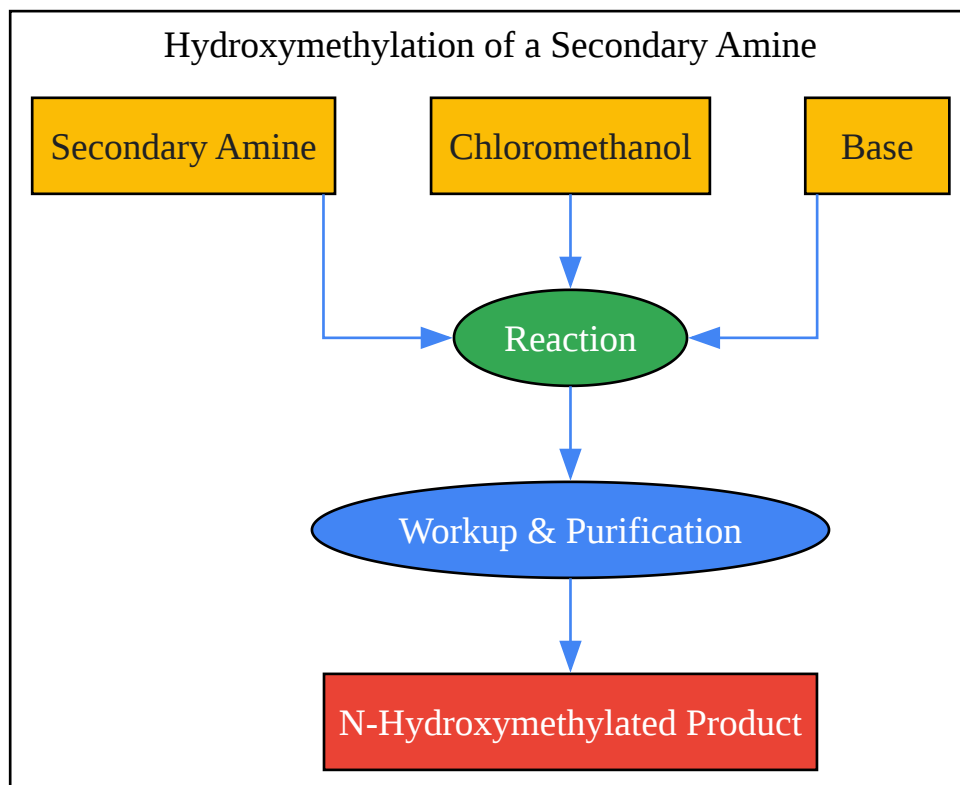 Hydroxymethylation of a Secondary Amine
Secondary Amine
Chloromethanol
Base
Reaction
Workup & Purification
N-Hydroxymethylated Product